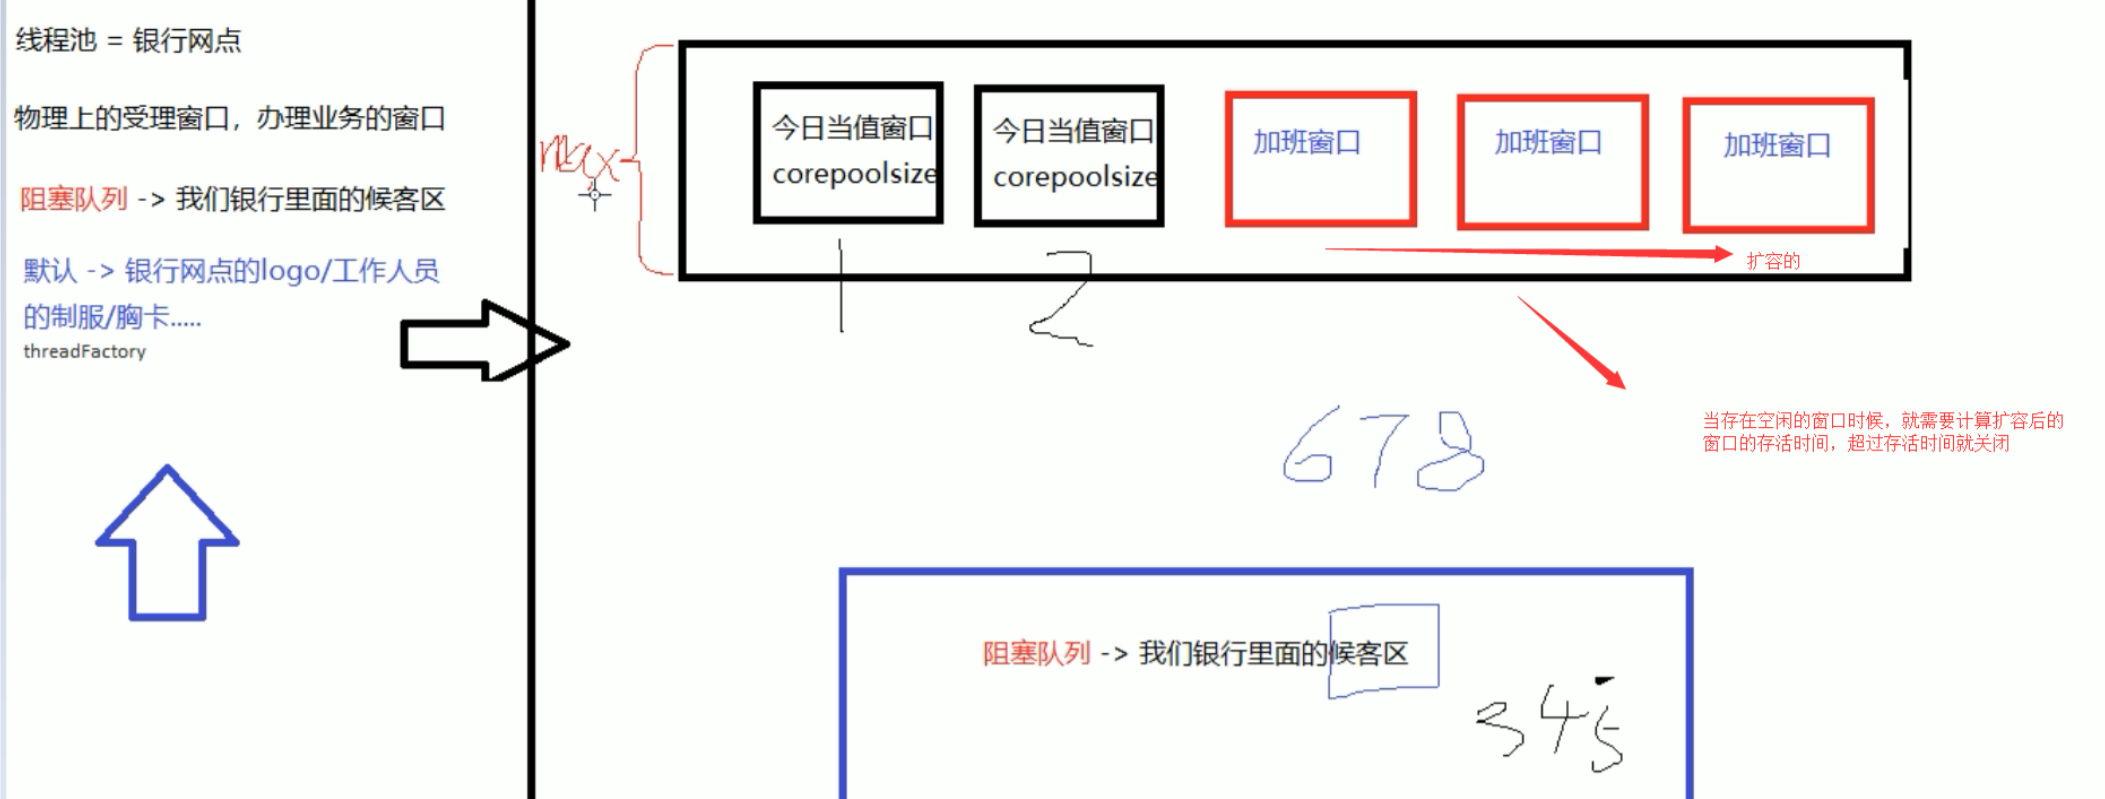 线程池 = 银行网点
物理上的受理窗口，办理业务的窗口
阻塞队列 -> 我们银行里面的候客区
默认 -> 银行网点的logo/工作人员
的制服/胸卡.....
threadFactory
max
今日当值窗口
corepoolsize
今日当值窗口
corepoolsize
加班窗口
加班窗口
加班窗口
扩容的
1
2
当存在空闲的窗口时候，就需要计算扩容后的
窗口的存活时间，超过存活时间就关闭
678
阻塞队列 -> 我们银行里面的候客区
345